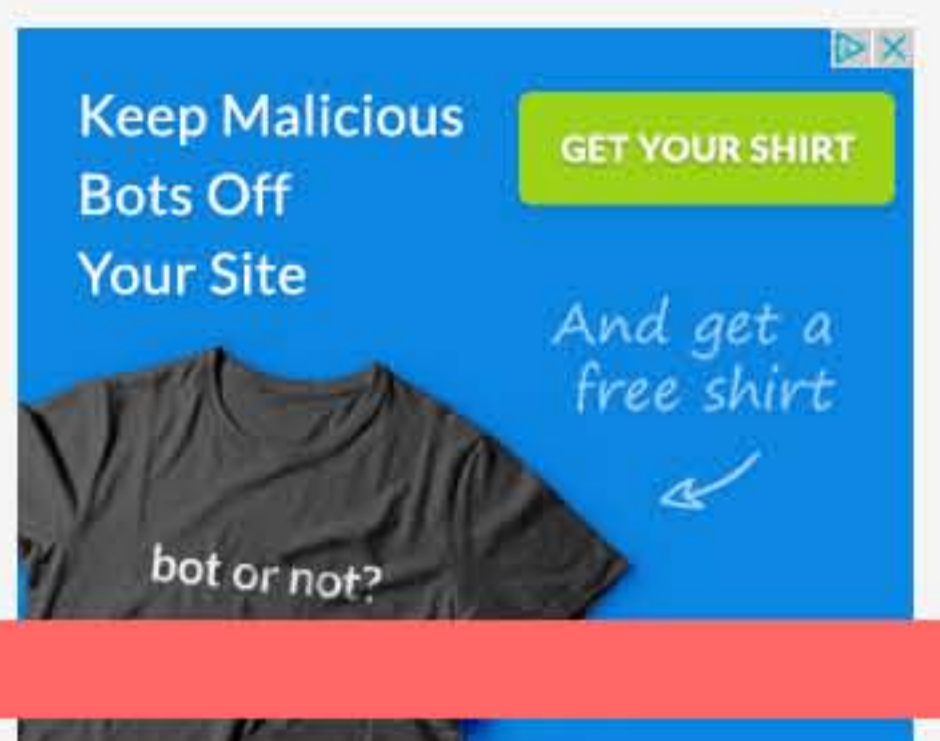 Keep Malicious
Bots Off
Your Site
GET YOUR SHIRT
And get a
free shirt
bot or not?